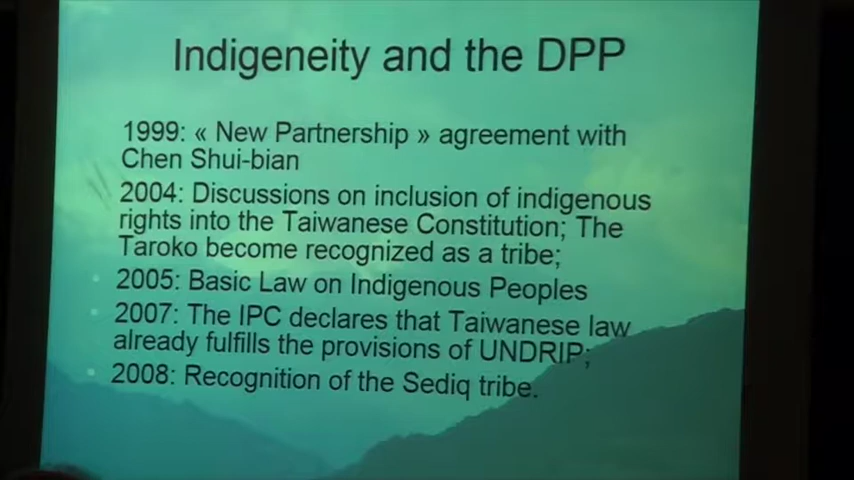 Indigeneity and the DPP
1999: « New Partnership » agreement with
Chen Shui-bian
2004: Discussions on inclusion of indigenous
rights into the Taiwanese Constitution; The
Taroko become recognized as a tribe;
2005: Basic Law on Indigenous Peoples
2007: The IPC declares that Taiwanese law
already fulfills the provisions of UNDRIP;
2008: Recognition of the Sediq tribe.